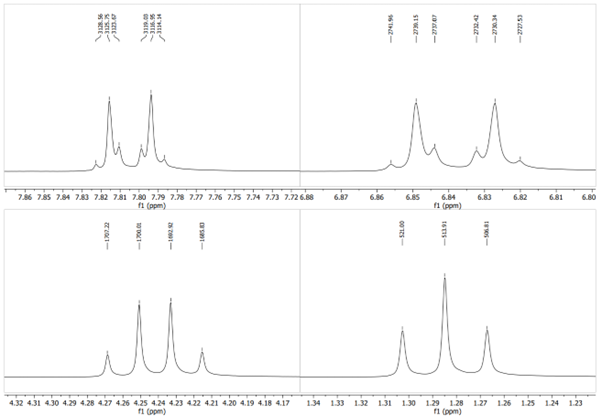 3128.56 3125.75 3123.67 3119.03 3116.95 3114.14
2741.96 2739.15 2737.07 2732.42 2730.34 2727.53
7.86 7.85 7.84 7.83 7.82 7.81 7.80 7.79 7.78 7.77 7.76 7.75 7.74 7.73 7.72
f1 (ppm)
6.88 6.87 6.86 6.85 6.84 6.83 6.82 6.81 6.80
f1 (ppm)
1707.22 1700.01 1692.92 1685.83
521.00 513.91 506.81
4.32 4.31 4.30 4.29 4.28 4.27 4.26 4.25 4.24 4.23 4.22 4.21 4.20 4.19 4.18 4.17
f1 (ppm)
1.34 1.33 1.32 1.31 1.30 1.29 1.28 1.27 1.26 1.25 1.24 1.23
f1 (ppm)